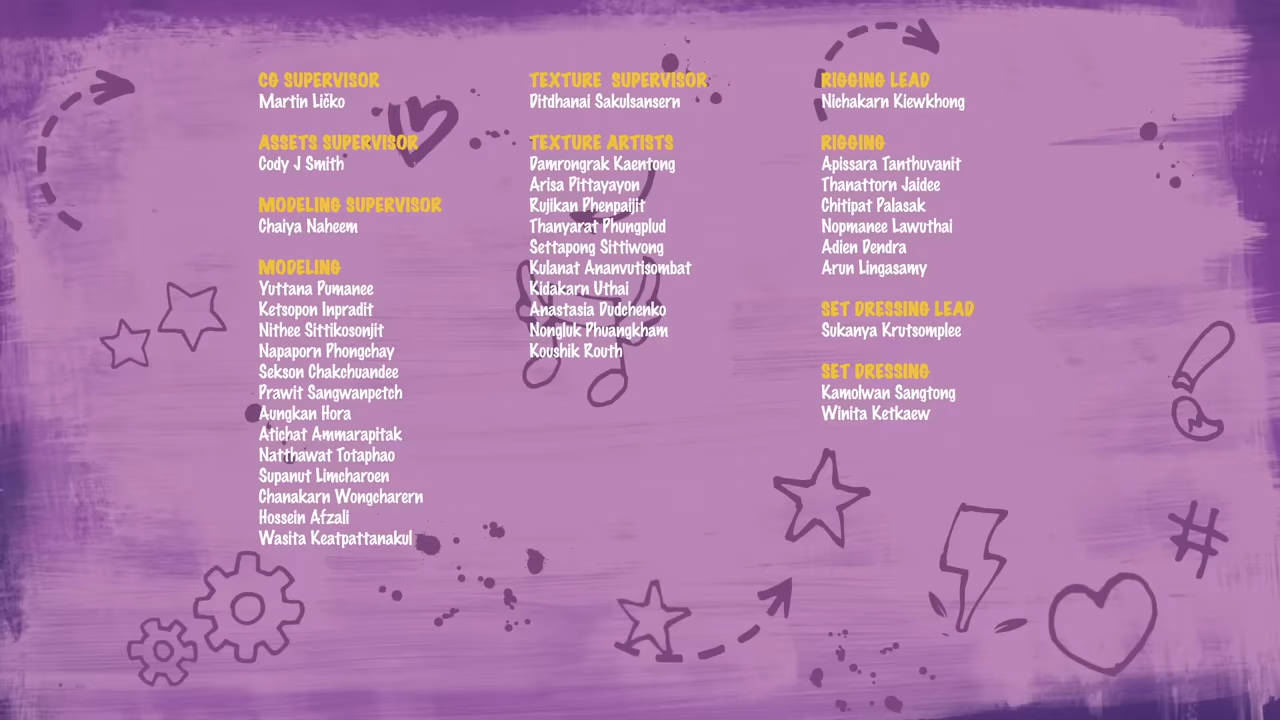 CG SUPERVISOR
Martin Ličko
ASSETS SUPERVISOR
Cody J Smith
MODELING SUPERVISOR
Chaiya Naheem
MODELING
Yuttana Pumanee
Ketsopon Inpradit
Nithee Sittikosonjit
Napaporn Phongchay
Sekson Chakchuandee
Prawit Sangwanpetch
Aungkan Hora
Atichat Ammarapitak
Natthawat Totaphao
Supanut Limcharoen
Chanakarn Wongcharern
Hossein Afzali
Wasita Keatpattanakul
TEXTURE SUPERVISOR
Ditdhanai Sakulsansern
TEXTURE ARTISTS
Damrongrak Kaentong
Arisa Pittayayon
Rujikan Phenpaijit
Thanyarat Phungplud
Settapong Sittiwong
Kulanat Ananvutisombat
Kidakarn Uthai
Anastasia Dudchenko
Nongluk Phuangkham
Koushik Routh
RIGGING LEAD
Nichakarn Kiewkhong
RIGGING
Apissara Tanthuvanit
Thanattorn Jaidee
Chitipat Palasak
Nopmanee Lawuthai
Adien Dendra
Arun Lingasamy
SET DRESSING LEAD
Sukanya Krutsomplee
SET DRESSING
Kamolwan Sangtong
Winita Ketkaew
#